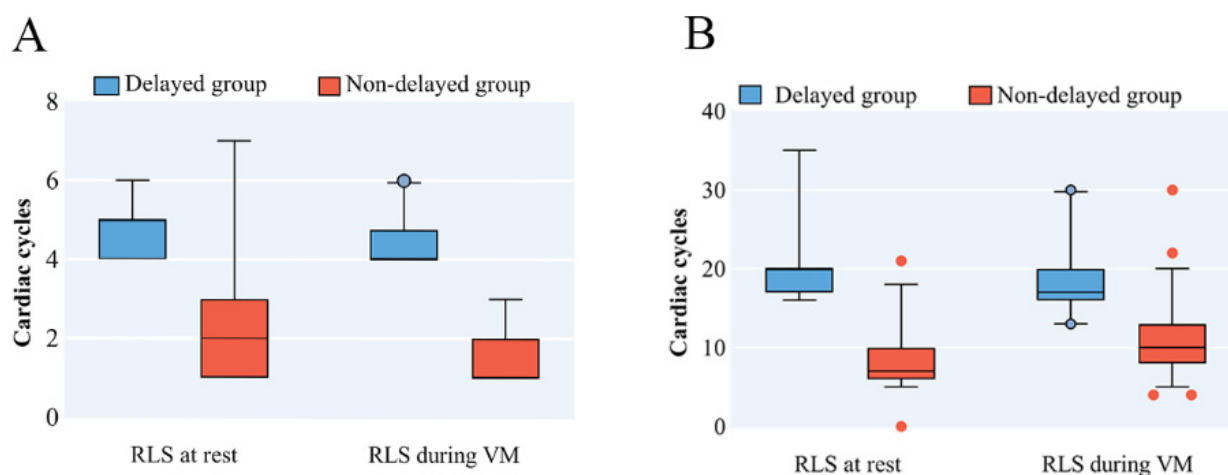 A
Delayed group
Non-delayed group
Cardiac cycles
8
6
4
2
0
RLS at rest
RLS during VM
B
Delayed group
Non-delayed group
Cardiac cycles
40
30
20
10
0
RLS at rest
RLS during VM